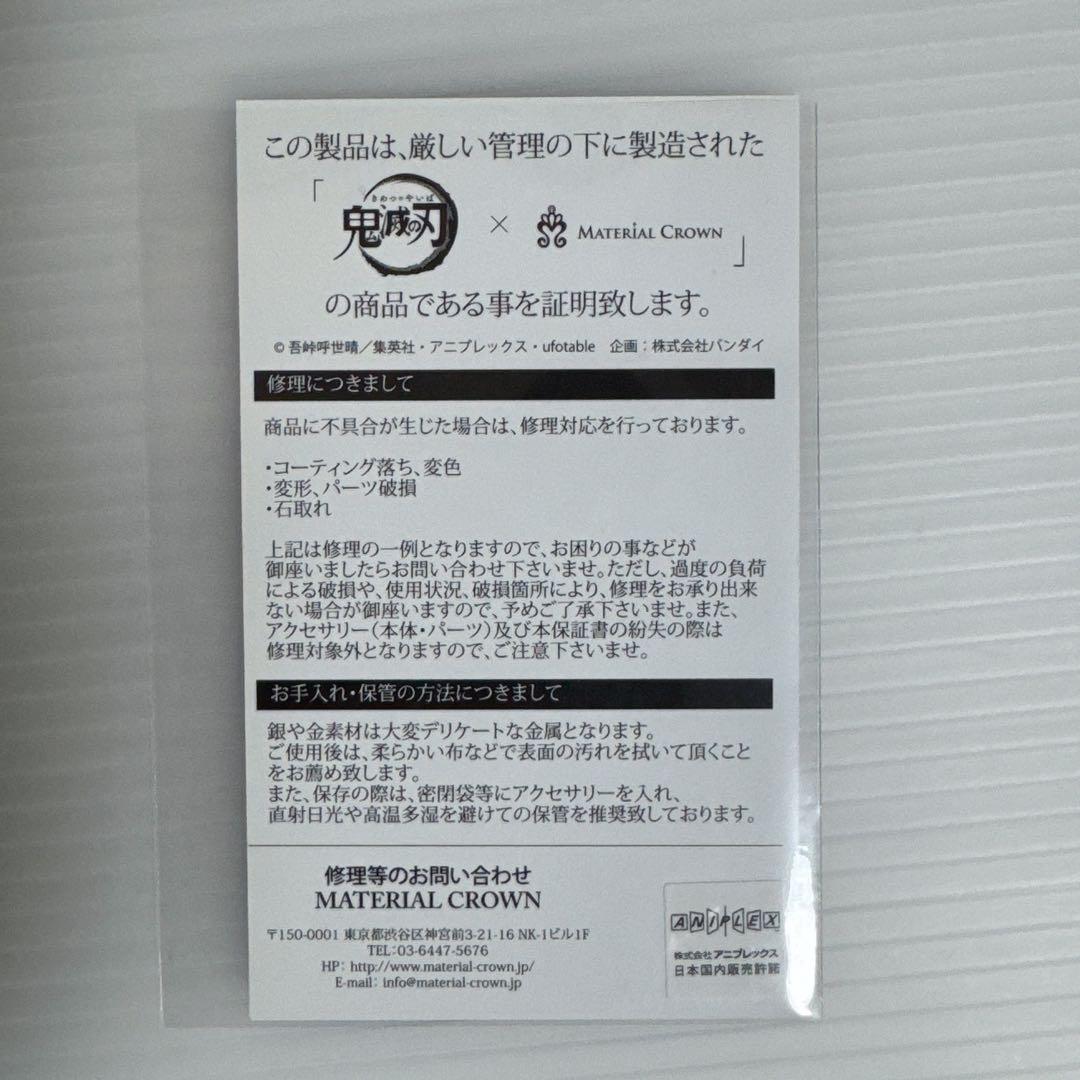 この製品は、厳しい管理の下に製造された
「
きめつのやいば
鬼滅の刃
×
MATERIAL CROWN
」
の商品である事を証明致します。
© 吾峠呼世晴／集英社・アニプレックス・ufotable 企画：株式会社バンダイ
修理につきまして
商品に不具合が生じた場合は、修理対応を行っております。
・コーティング落ち、変色
・変形、パーツ破損
・石取れ
上記は修理の一例となりますので、お困りの事などが
御座いましたらお問い合わせ下さいませ。ただし、過度の負荷
による破損や、使用状況、破損箇所により、修理をお承り出来
ない場合が御座いますので、予めご了承下さいませ。また、
アクセサリー（本体・パーツ）及び本保証書の紛失の際は
修理対象外となりますので、ご注意下さいませ。
お手入れ・保管の方法につきまして
銀や金素材は大変デリケートな金属となります。
ご使用後は、柔らかい布などで表面の汚れを拭いて頂くこと
をお薦め致します。
また、保存の際は、密閉袋等にアクセサリーを入れ、
直射日光や高温多湿を避けての保管を推奨致しております。
修理等のお問い合わせ
MATERIAL CROWN
〒150-0001 東京都渋谷区神宮前3-21-16 NK-1ビル1F
TEL:03-6447-5676
HP: http://www.material-crown.jp/
E-mail: info@material-crown.jp
ANIPLEX
株式会社アニプレックス
日本国内販売許諾